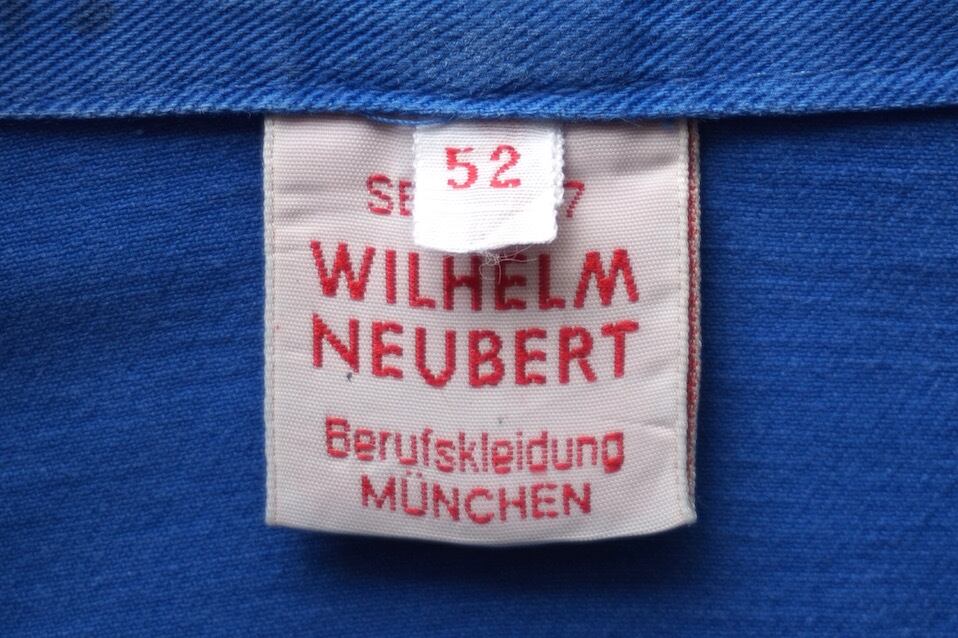 52
WILHELM
NEUBERT
Berufskleidung
MÜNCHEN